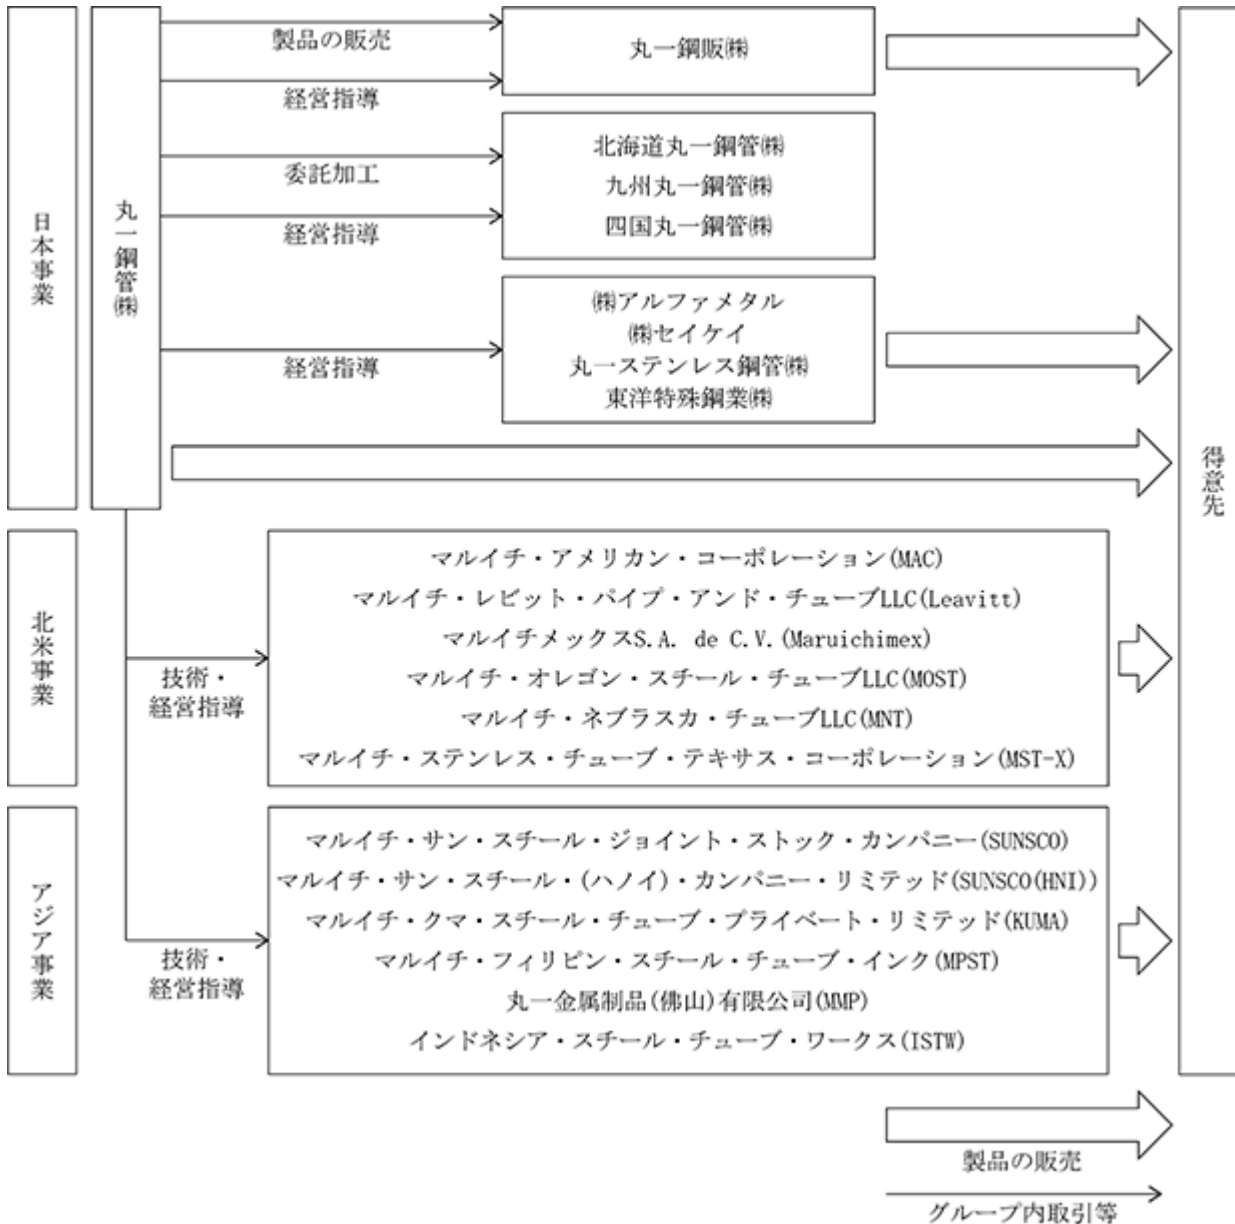 日本事業
丸一鋼管㈱
製品の販売
経営指導
丸一鋼販㈱
委託加工
経営指導
北海道丸一鋼管㈱
九州丸一鋼管㈱
四国丸一鋼管㈱
経営指導
㈱アルファメタル
㈱セイケイ
丸一ステンレス鋼管㈱
東洋特殊鋼業㈱
得意先
北米事業
技術・
経営指導
マルイチ・アメリカン・コーポレーション(MAC)
マルイチ・レビット・パイプ・アンド・チューブLLC(Leavitt)
マルイチメックスS.A. de C.V.(Maruichimex)
マルイチ・オレゴン・スチール・チューブLLC(MOST)
マルイチ・ネブラスカ・チューブLLC(MNT)
マルイチ・ステンレス・チューブ・テキサス・コーポレーション(MST-X)
アジア事業
技術・
経営指導
マルイチ・サン・スチール・ジョイント・ストック・カンパニー(SUNSCO)
マルイチ・サン・スチール・(ハノイ)・カンパニー・リミテッド(SUNSCO(HNI))
マルイチ・クマ・スチール・チューブ・プライベート・リミテッド(KUMA)
マルイチ・フィリピン・スチール・チューブ・インク(MPST)
丸一金属制品(佛山)有限公司(MMP)
インドネシア・スチール・チューブ・ワークス(ISTW)
製品の販売
グループ内取引等